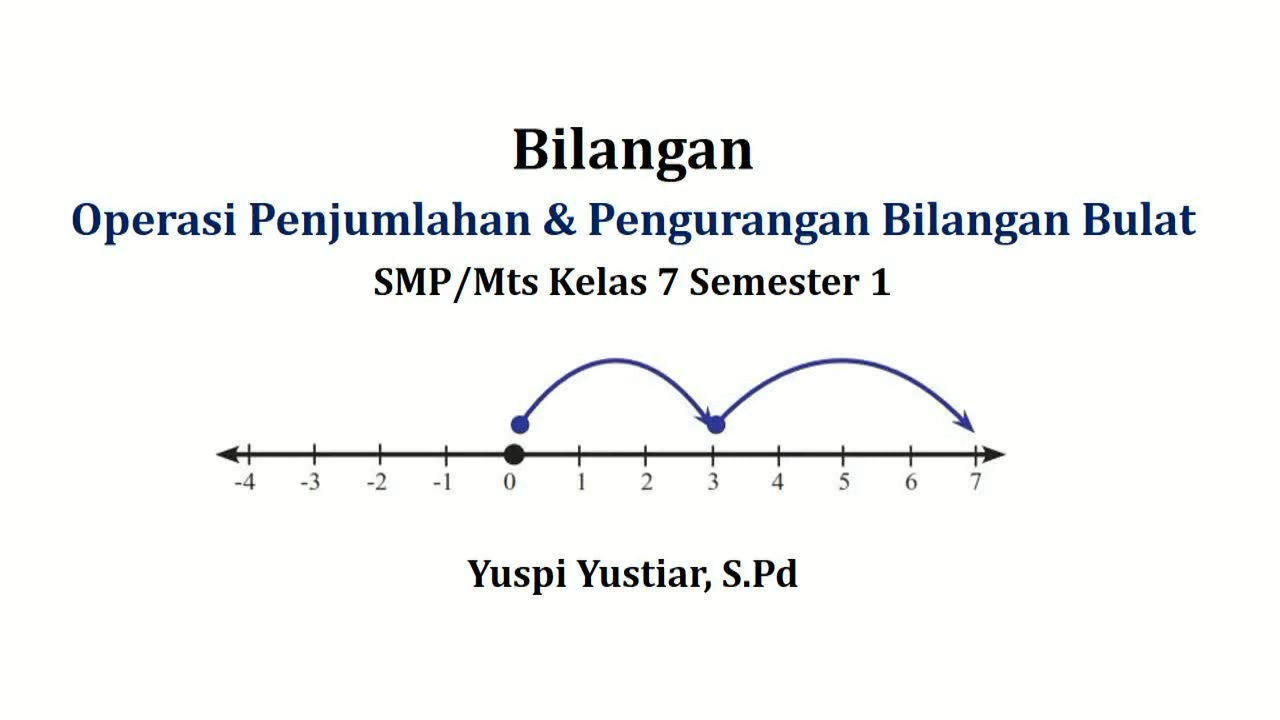 Bilangan
Operasi Penjumlahan & Pengurangan Bilangan Bulat
SMP/Mts Kelas 7 Semester 1
-4 -3 -2 -1 0 1 2 3 4 5 6 7
Yuspi Yustiar, S.Pd